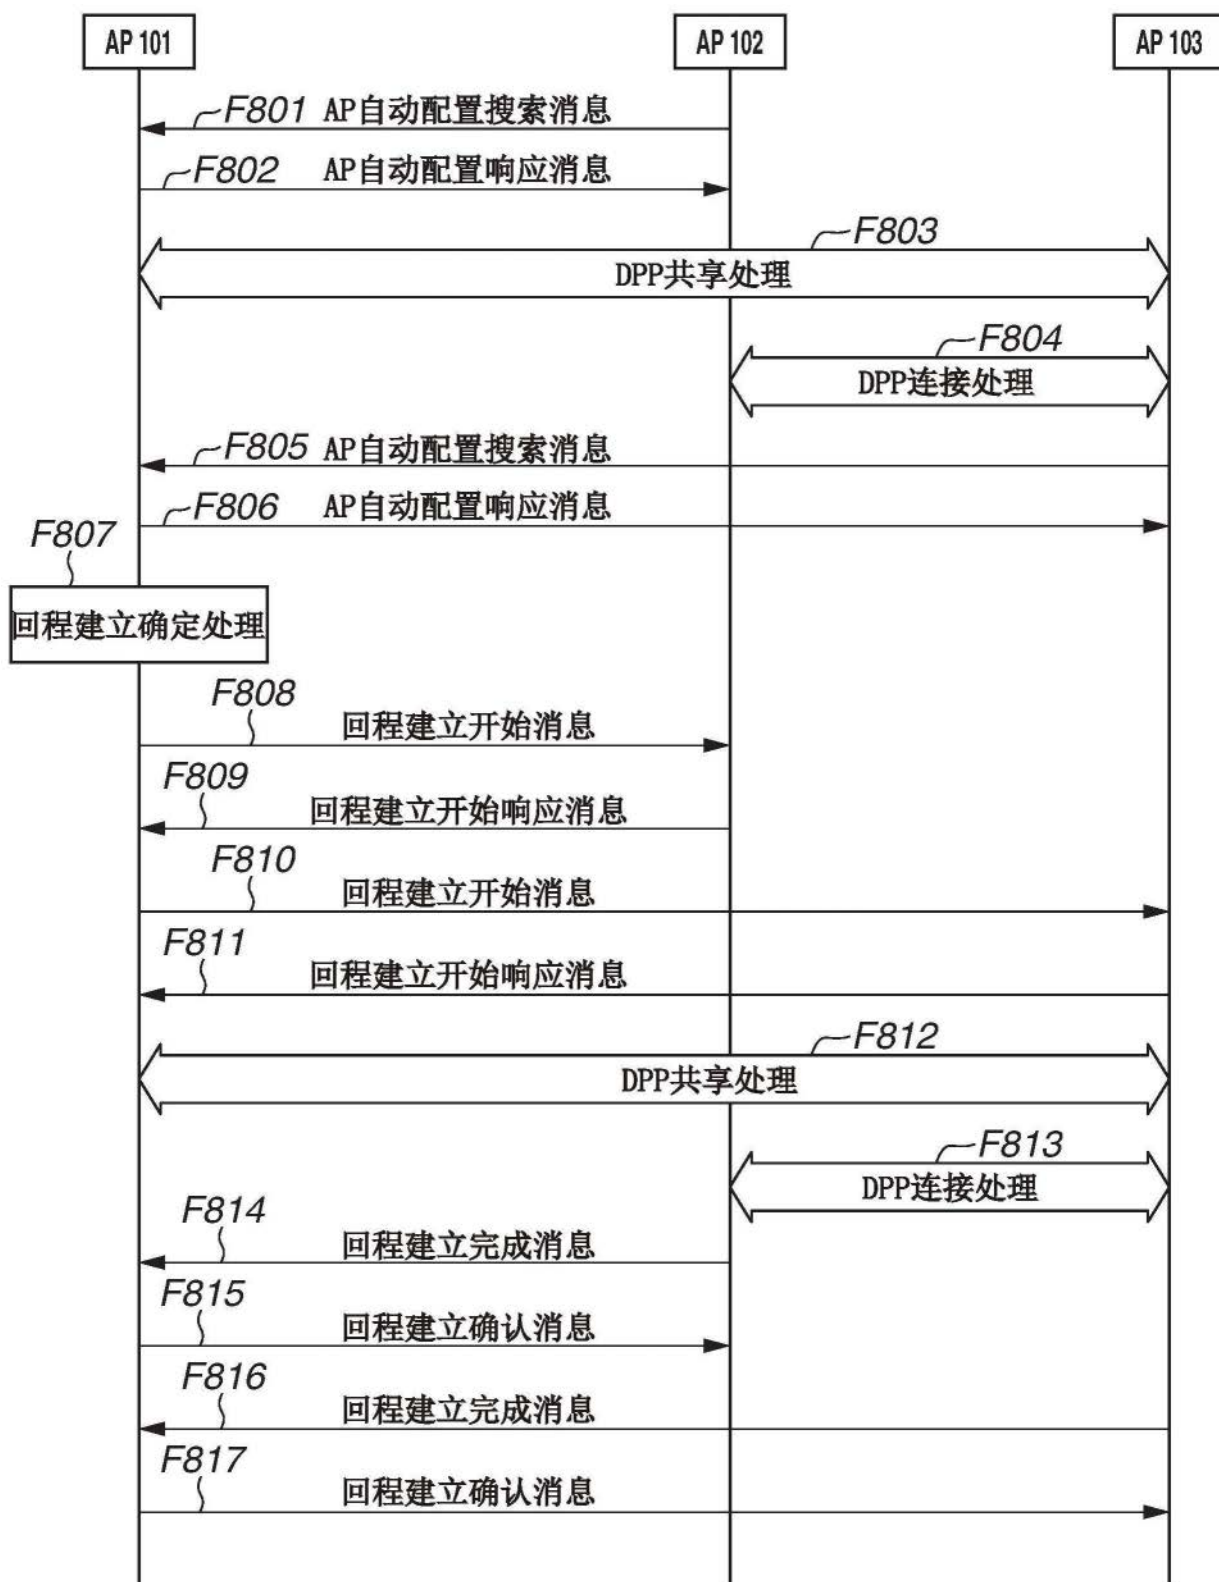 AP 101 AP 102 AP 103
F801 AP自动配置搜索消息
F802 AP自动配置响应消息
F803
DPP共享处理
F804
DPP连接处理
F805 AP自动配置搜索消息
F806 AP自动配置响应消息
F807
回程建立确定处理
F808
回程建立开始消息
F809
回程建立开始响应消息
F810
回程建立开始消息
F811
回程建立开始响应消息
F812
DPP共享处理
F813
DPP连接处理
F814
回程建立完成消息
F815
回程建立确认消息
F816
回程建立完成消息
F817
回程建立确认消息